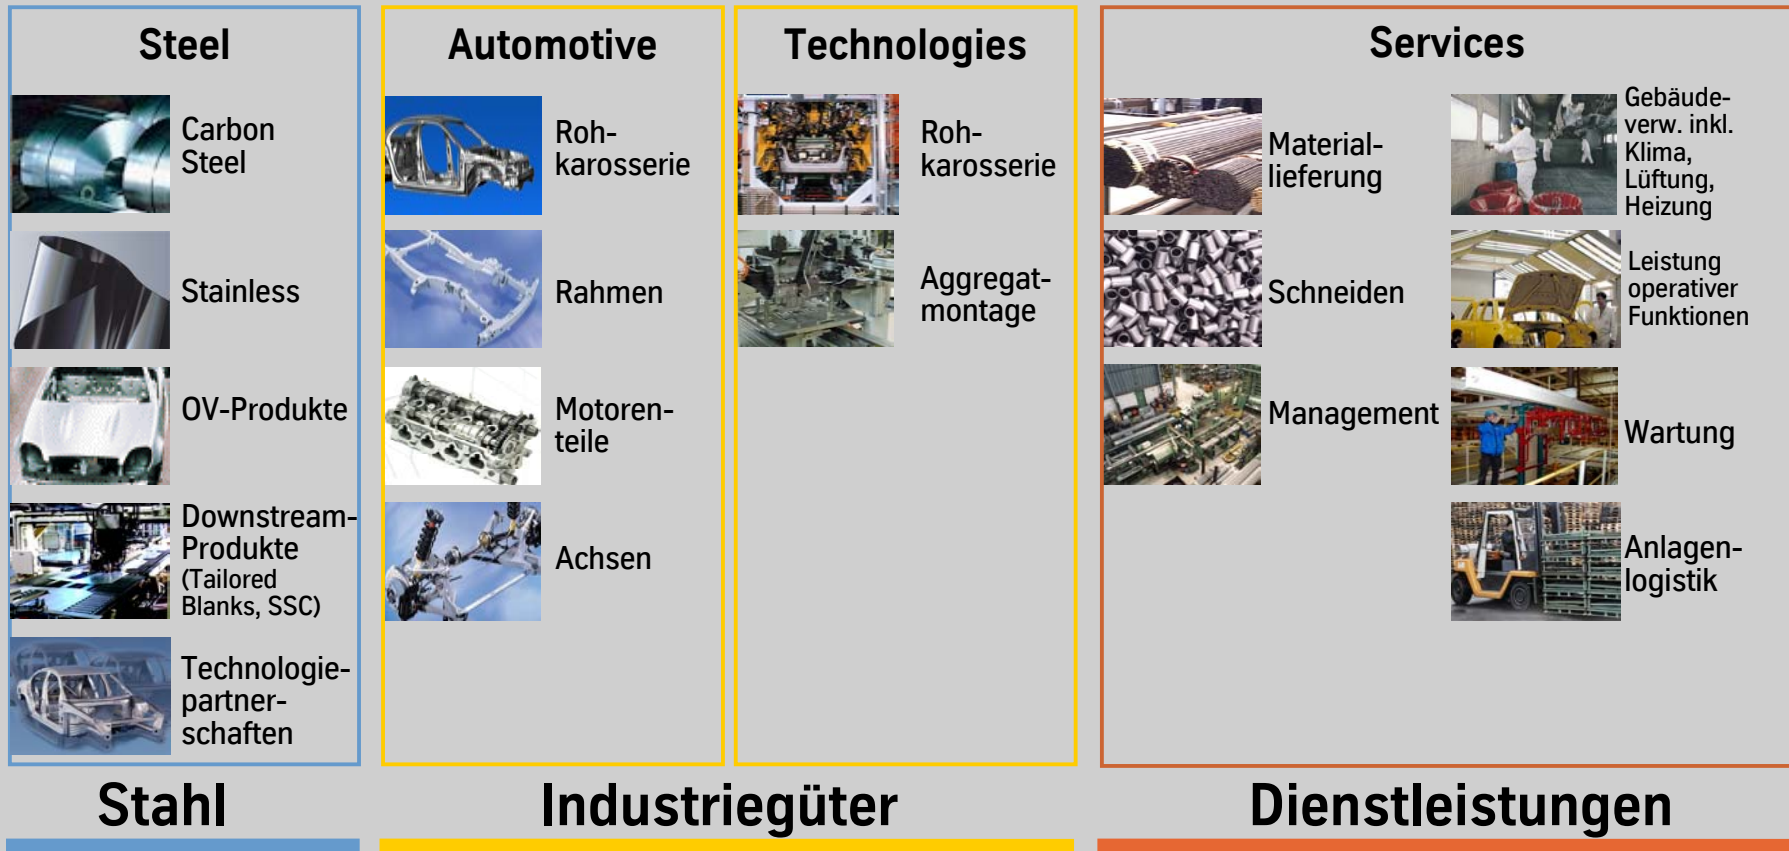 Steel
Carbon
Steel
Stainless
OV-Produkte
Downstream-
Produkte
(Tailored
Blanks, SSC)
Technologie-
partner-
schaften
Automotive
Roh-
karosserie
Rahmen
Motoren-
teile
Achsen
Technologies
Roh-
karosserie
Aggregat-
montage
Services
Material-
lieferung
Schneiden
Management
Gebäude-
verw. inkl.
Klima,
Lüftung,
Heizung
Leistung
operativer
Funktionen
Wartung
Anlagen-
logistik
Stahl
Industriegüter
Dienstleistungen